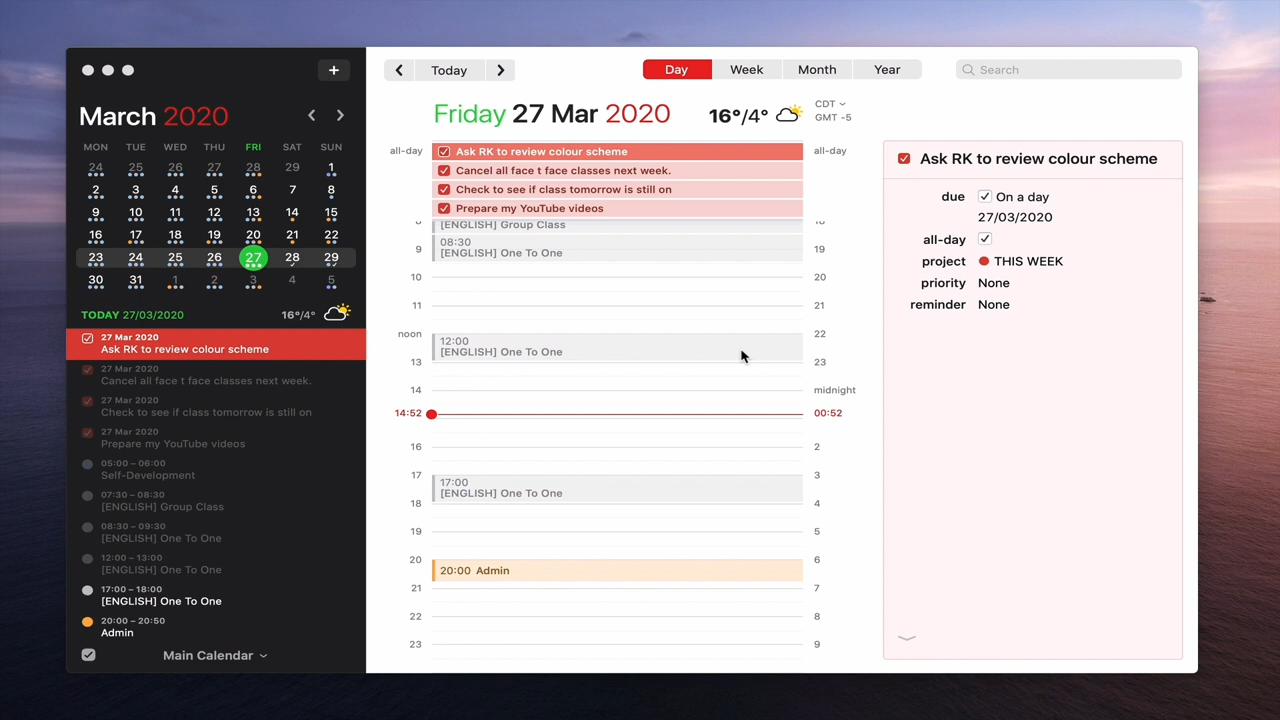 +
March 2020
MON TUE WED THU FRI SAT SUN
24 25 26 27 28 29 1
2 3 4 5 6 7 8
9 10 11 12 13 14 15
16 17 18 19 20 21 22
23 24 25 26 27 28 29
30 31 1 2 3 4 5
TODAY 27/03/2020 16°/4°
27 Mar 2020
Ask RK to review colour scheme
27 Mar 2020
Cancel all face t face classes next week.
27 Mar 2020
Check to see if class tomorrow is still on
27 Mar 2020
Prepare my YouTube videos
05:00 – 06:00
Self-Development
07:30 – 08:30
[ENGLISH] Group Class
08:30 – 09:30
[ENGLISH] One To One
12:00 – 13:00
[ENGLISH] One To One
17:00 – 18:00
[ENGLISH] One To One
20:00 – 20:50
Admin
Main Calendar
Today
Day Week Month Year
Search
Friday 27 Mar 2020
16°/4°
CDT
GMT -5
all-day Ask RK to review colour scheme all-day
Cancel all face t face classes next week.
Check to see if class tomorrow is still on
Prepare my YouTube videos
[ENGLISH] Group Class
08:30
9 [ENGLISH] One To One 19
10 20
11 21
noon 22
12:00
[ENGLISH] One To One
13 23
14 midnight
14:52 00:52
16 2
17 3
17:00
[ENGLISH] One To One
18 4
19 5
20 6
20:00 Admin
21 7
22 8
23 9
Ask RK to review colour scheme
due On a day
27/03/2020
all-day
project THIS WEEK
priority None
reminder None